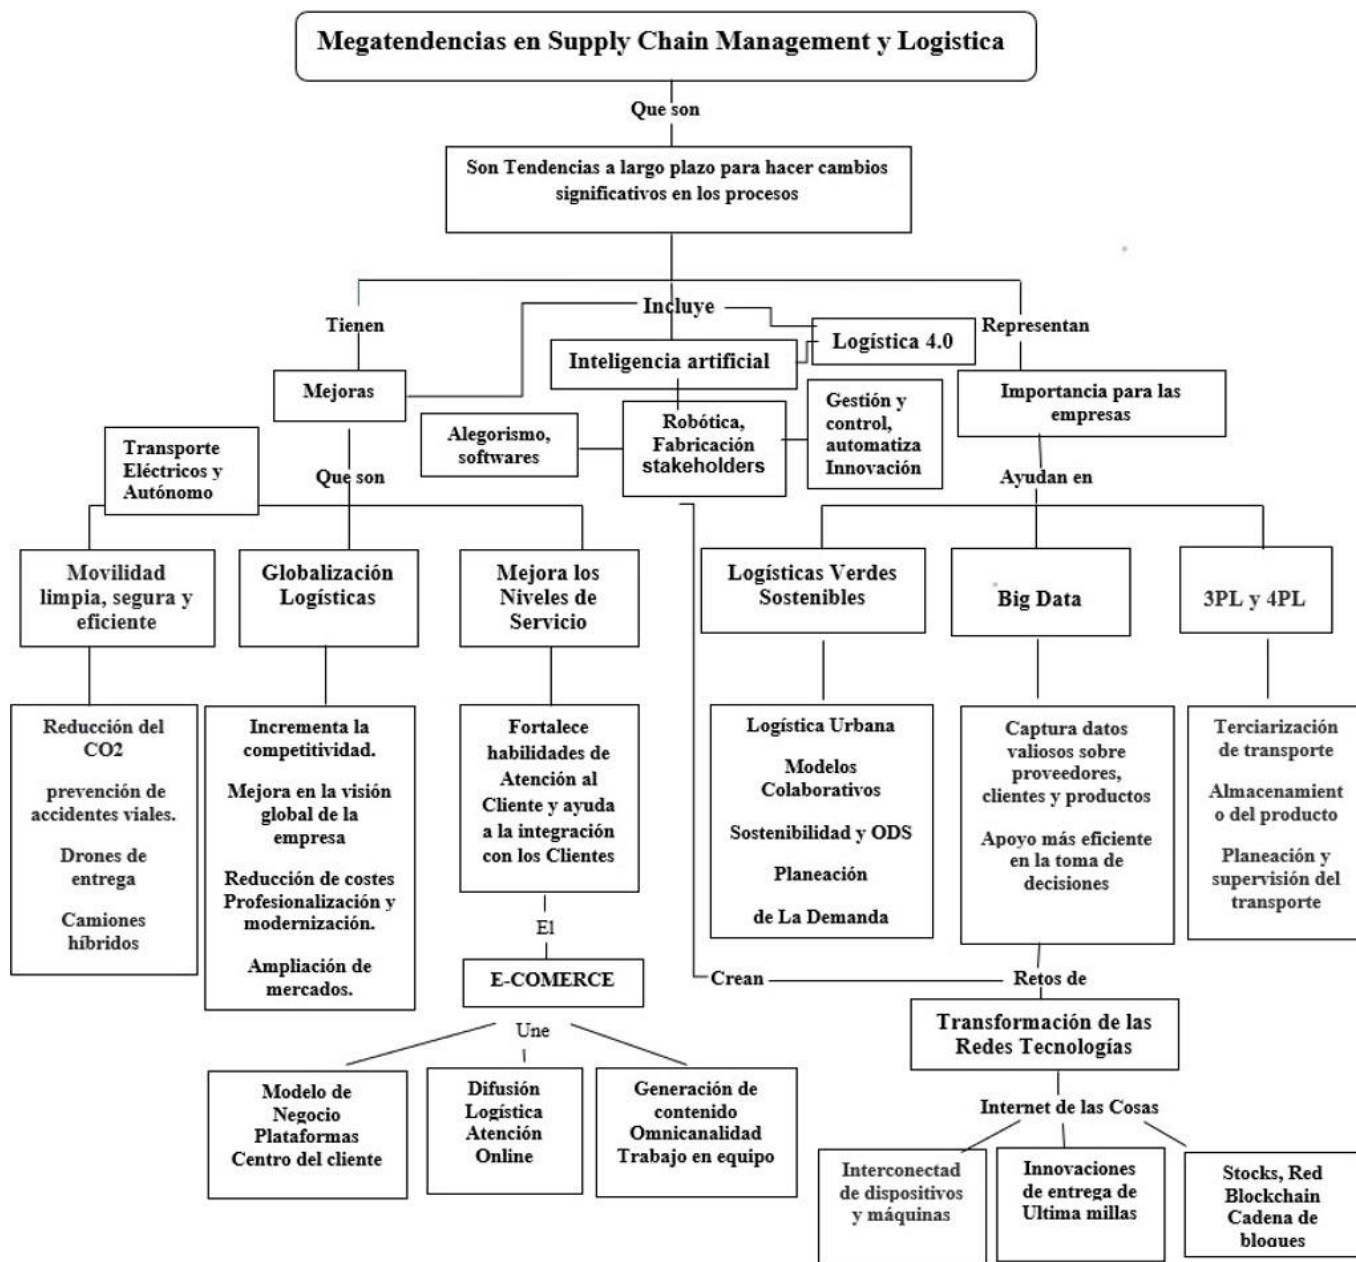 Megatendencias en Supply Chain Management y Logistica
Que son
Son Tendencias a largo plazo para hacer cambios
significativos en los procesos
Tienen
Incluye
Representan
Logística 4.0
Inteligencia artificial
Mejoras
Importancia para las
empresas
Alegorismo,
softwares
Robótica,
Fabricación
stakeholders
Gestión y
control,
automatiza
Innovación
Transporte
Eléctricos y
Autónomo
Que son
Ayudan en
Movilidad
limpia, segura y
eficiente
Globalización
Logísticas
Mejora los
Niveles de
Servicio
Logísticas Verdes
Sostenibles
Big Data
3PL y 4PL
Reducción del
CO2
prevención de
accidentes viales.
Drones de
entrega
Camiones
híbridos
Incrementa la
competitividad.
Mejora en la visión
global de la
empresa
Reducción de costes
Profesionalización y
modernización.
Ampliación de
mercados.
Fortalece
habilidades de
Atención al
Cliente y ayuda
a la integración
con los Clientes
Logística Urbana
Modelos
Colaborativos
Sostenibilidad y ODS
Planeación
de La Demanda
Captura datos
valiosos sobre
proveedores,
clientes y productos
Apoyo más eficiente
en la toma de
decisiones
Terciarización
de transporte
Almacenamient
o del producto
Planeación y
supervisión del
transporte
El
E-COMERCE
Une
Crean
Retos de
Transformación de las
Redes Tecnologías
Modelo de
Negocio
Plataformas
Centro del cliente
Difusión
Logística
Atención
Online
Generación de
contenido
Omnicanalidad
Trabajo en equipo
Internet de las Cosas
Interconectad
de dispositivos
y máquinas
Innovaciones
de entrega de
Ultima millas
Stocks, Red
Blockchain
Cadena de
bloques